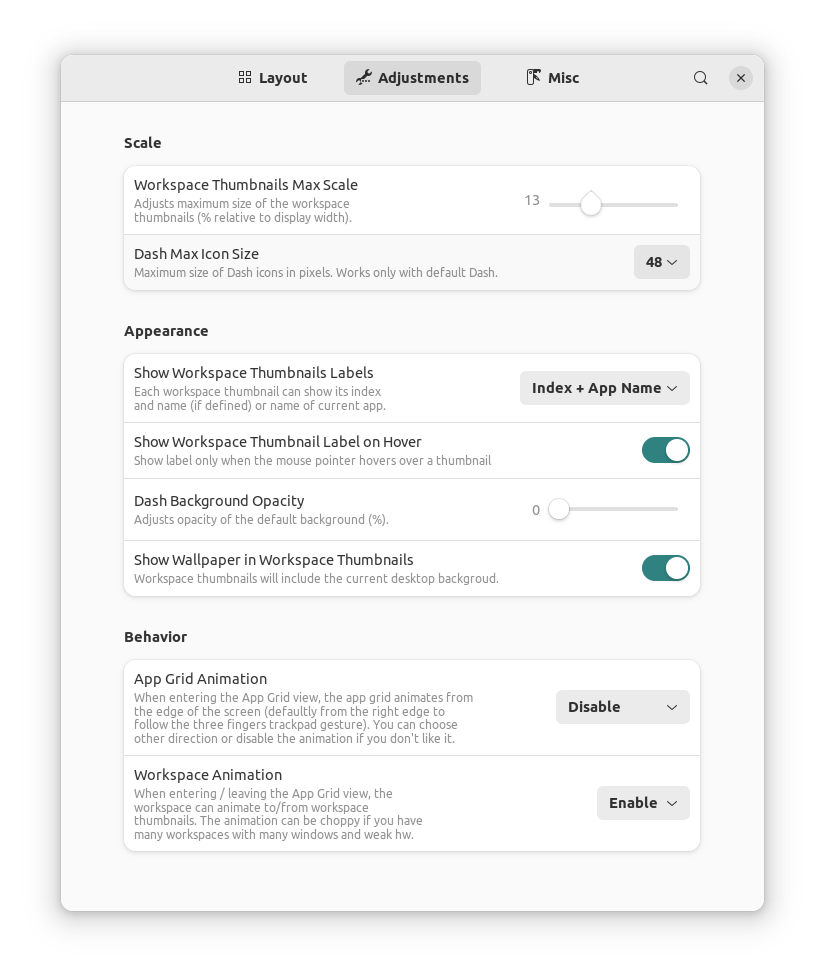 Layout
Adjustments
Misc
Scale
Workspace Thumbnails Max Scale
Adjusts maximum size of the workspace
thumbnails (% relative to display width).
13
Dash Max Icon Size
Maximum size of Dash icons in pixels. Works only with default Dash.
48
Appearance
Show Workspace Thumbnails Labels
Each workspace thumbnail can show its index
and name (if defined) or name of current app.
Index + App Name
Show Workspace Thumbnail Label on Hover
Show label only when the mouse pointer hovers over a thumbnail
Dash Background Opacity
Adjusts opacity of the default background (%).
0
Show Wallpaper in Workspace Thumbnails
Workspace thumbnails will include the current desktop backgroud.
Behavior
App Grid Animation
When entering the App Grid view, the app grid animates from
the edge of the screen (defaultly from the right edge to
follow the three fingers trackpad gesture). You can choose
other direction or disable the animation if you don't like it.
Disable
Workspace Animation
When entering / leaving the App Grid view, the
workspace can animate to/from workspace
thumbnails. The animation can be choppy if you have
many workspaces with many windows and weak hw.
Enable